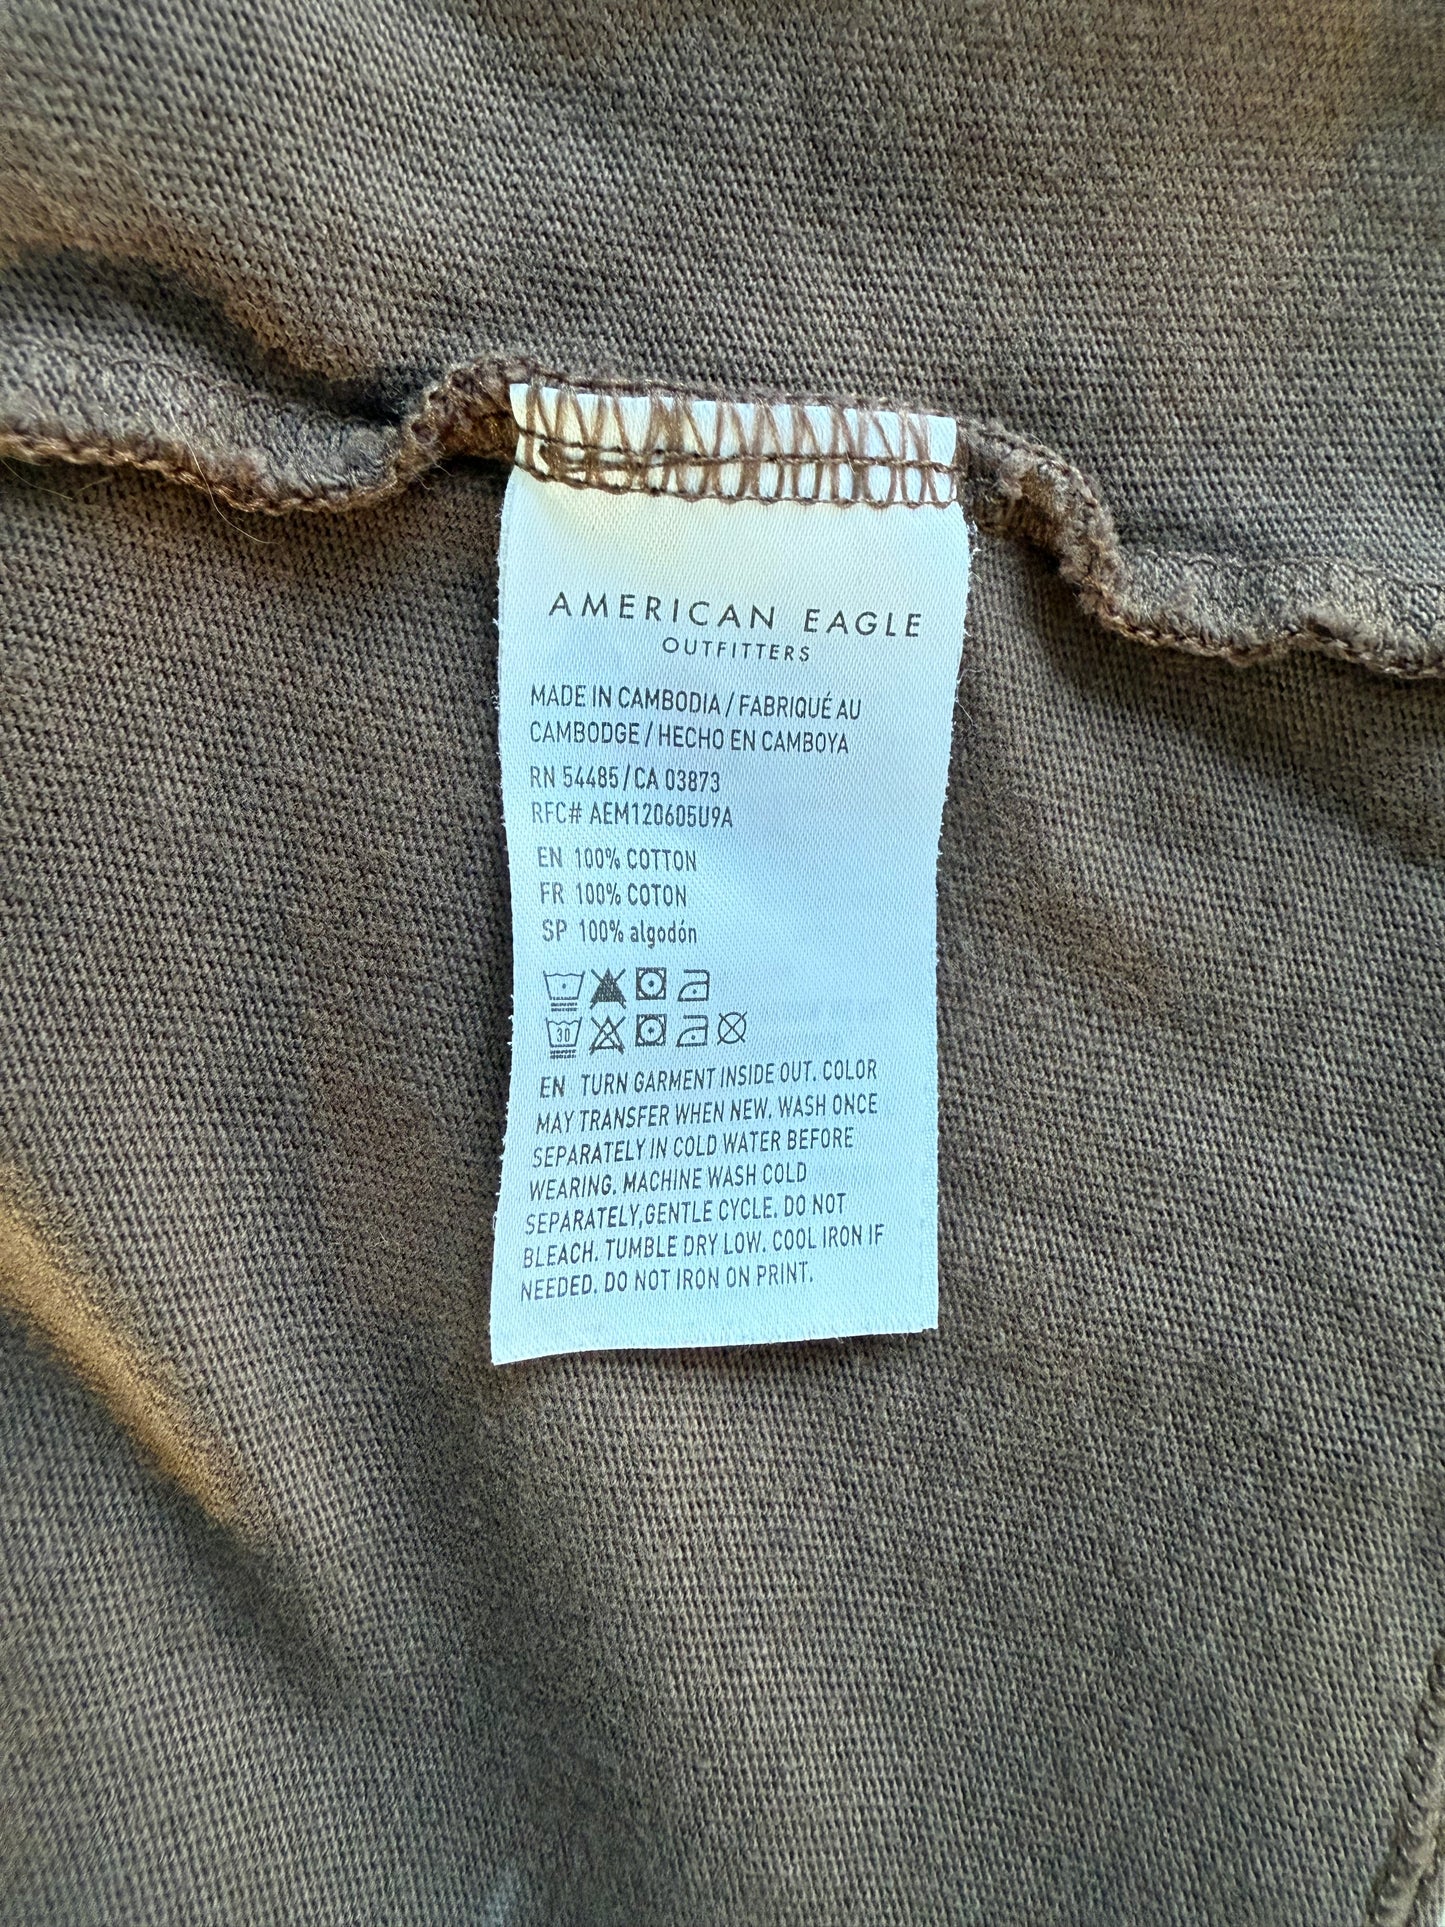 AMERICAN EAGLE
OUTFITTERS
MADE IN CAMBODIA / FABRIQUÉ AU
CAMBODGE / HECHO EN CAMBOYA
RN 54485 / CA 03873
RFC# AEM120605U9A
EN 100% COTTON
FR 100% COTON
SP 100% algodón
30
EN TURN GARMENT INSIDE OUT. COLOR
MAY TRANSFER WHEN NEW. WASH ONCE
SEPARATELY IN COLD WATER BEFORE
WEARING. MACHINE WASH COLD
SEPARATELY,GENTLE CYCLE. DO NOT
BLEACH. TUMBLE DRY LOW. COOL IRON IF
NEEDED. DO NOT IRON ON PRINT.